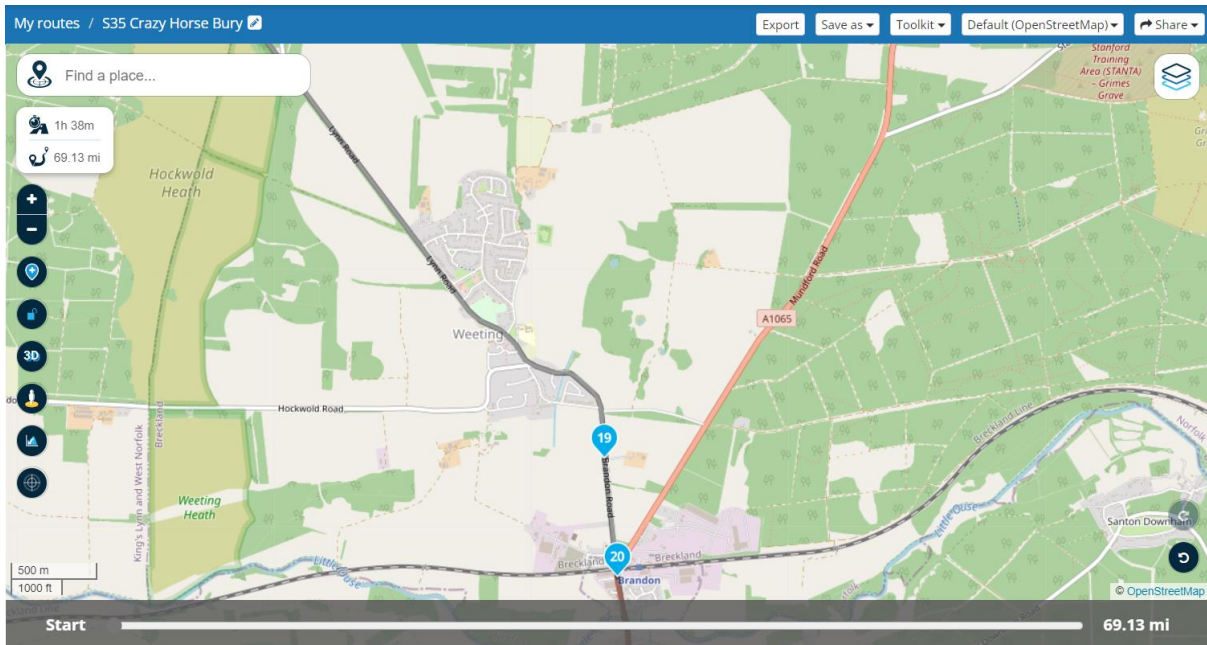 My routes / S35 Crazy Horse Bury
Export
Save as
Toolkit
Default (OpenStreetMap)
Share
Find a place...
1h 38m
69.13 mi
Stanford
Training
Area (STANTA)
- Grimes
Grave
Lynn Road
Hockwold
Heath
Lynn Road
Mundford Road
A1065
Weeting
3D
Hockwold Road
Breckland
King's Lynn and West Norfolk
19
Brandon Road
Breckland Line
Norfolk
Weeting
Heath
Little Ouse
Santon Downham
Little Ouse
20
Breckland
Breckland
Brandon
500 m
1000 ft
© OpenStreetMap
Start
69.13 mi